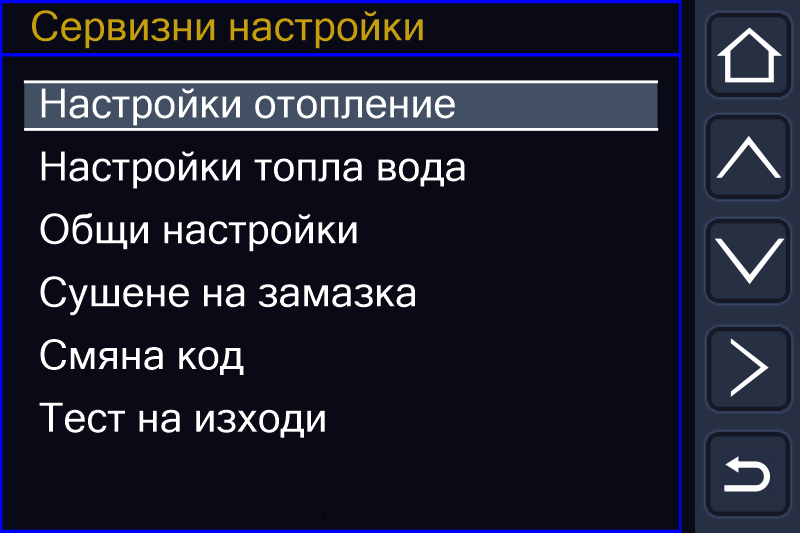 Сервизни настройки
Настройки отопление
Настройки топла вода
Общи настройки
Сушене на замазка
Смяна код
Тест на изходи